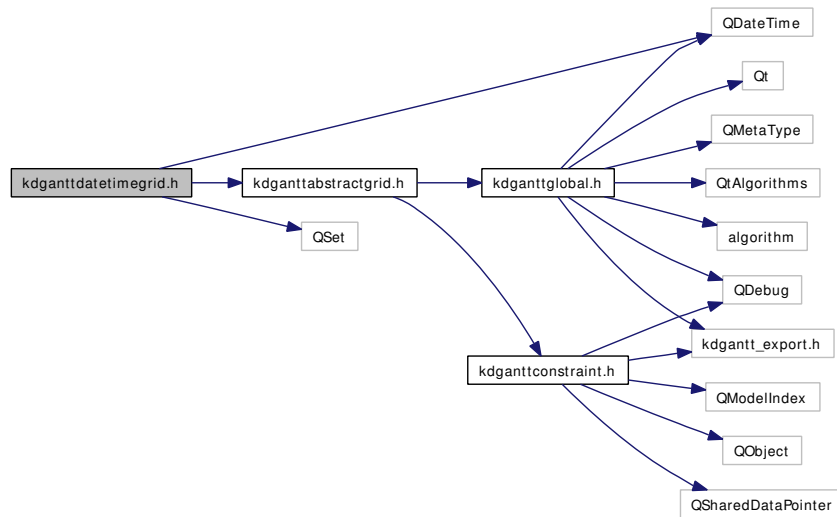 QDateTime
Qt
QMetaType
kdganttdatetimegrid.h
kdganttabstractgrid.h
kdganttglobal.h
QtAlgorithms
QSet
algorithm
QDebug
kdgantt_export.h
kdganttconstraint.h
QModelIndex
QObject
QSharedDataPointer